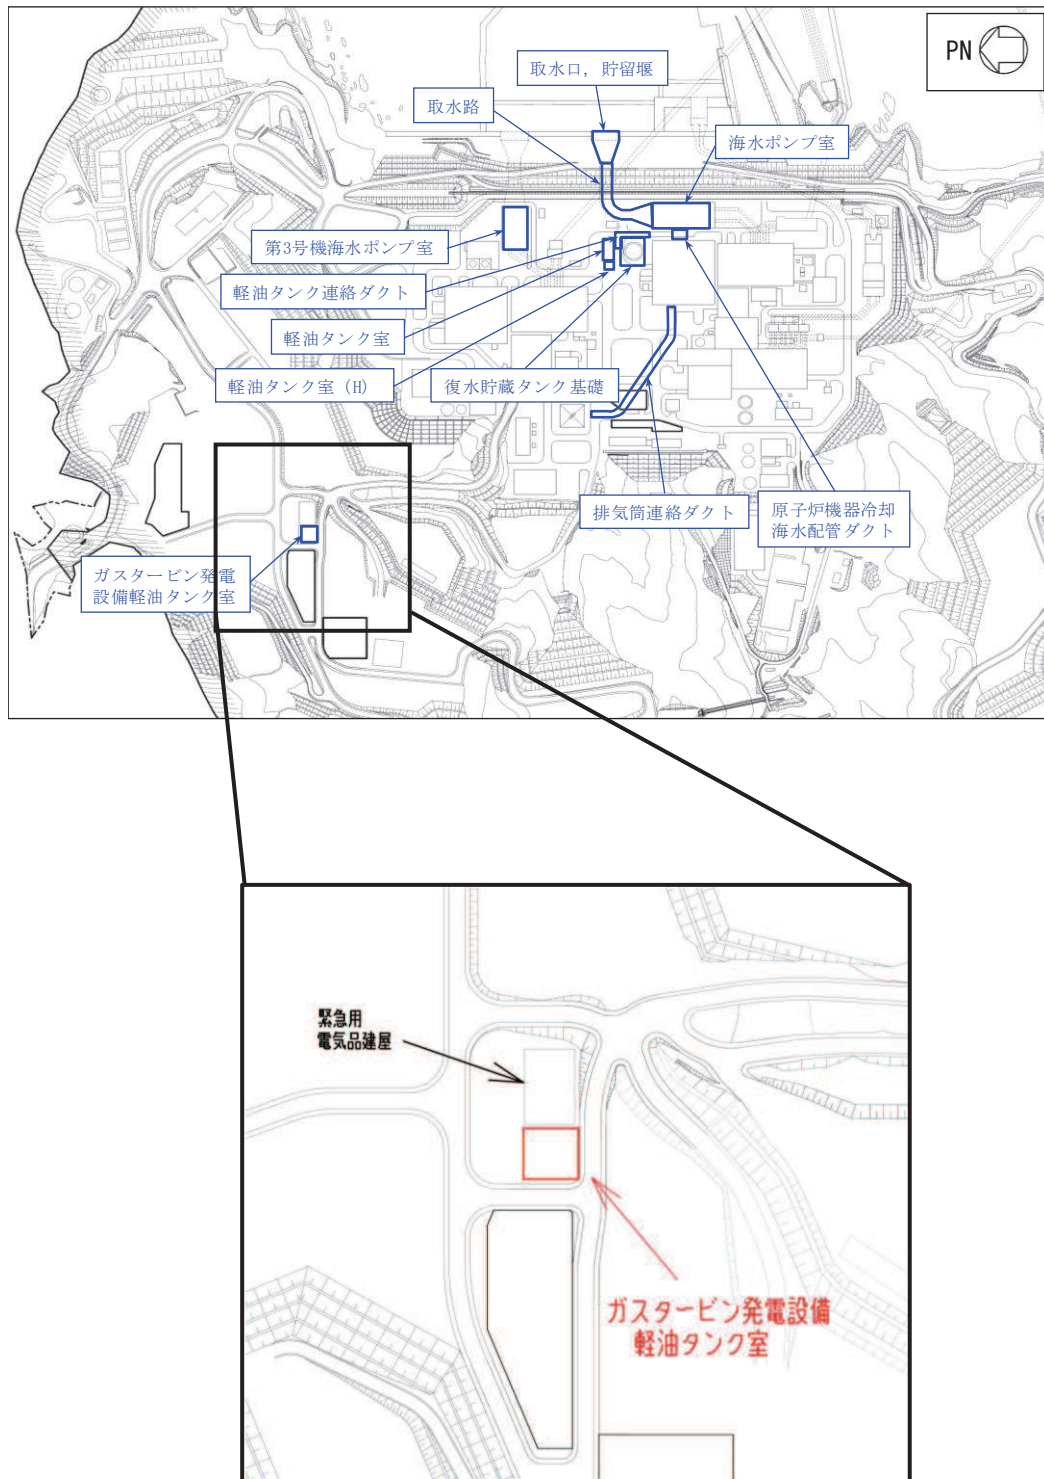 PN
取水口，貯留堰
取水路
海水ポンプ室
第3号機海水ポンプ室
軽油タンク連絡ダクト
軽油タンク室
軽油タンク室（H）
復水貯蔵タンク基礎
排気筒連絡ダクト
原子炉機器冷却
海水配管ダクト
ガスタービン発電
設備軽油タンク室
緊急用
電気品建屋
ガスタービン発電設備
軽油タンク室